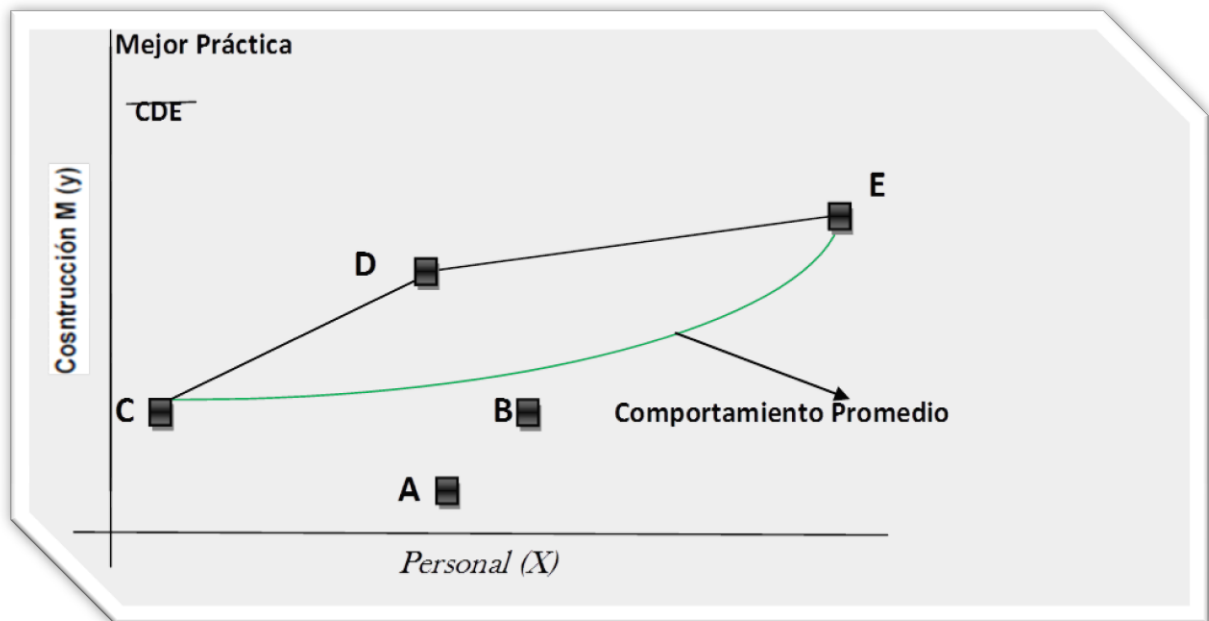 Mejor Práctica
CDE
Cosntrucción M (y)
E
D
C
B
Comportamiento Promedio
A
Personal (X)